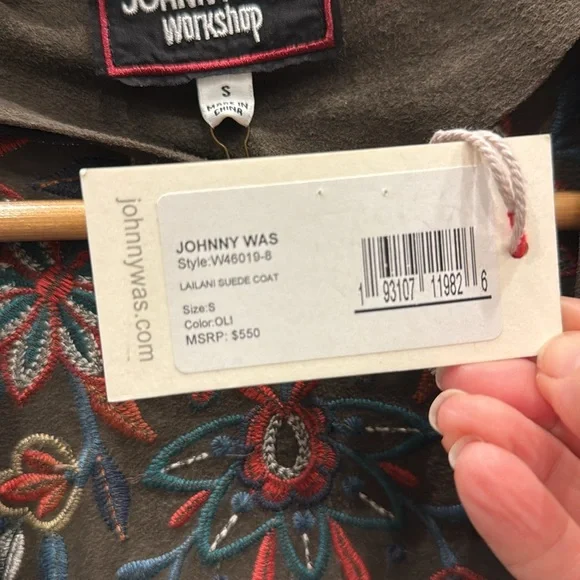 JOHNNY
workshop
S
MADE IN
CHINA
johnnywas.com
JOHNNY WAS
Style:W46019-8
LAILANI SUEDE COAT
Size:S
Color:OLI
MSRP: $550
1 93107 11982 6